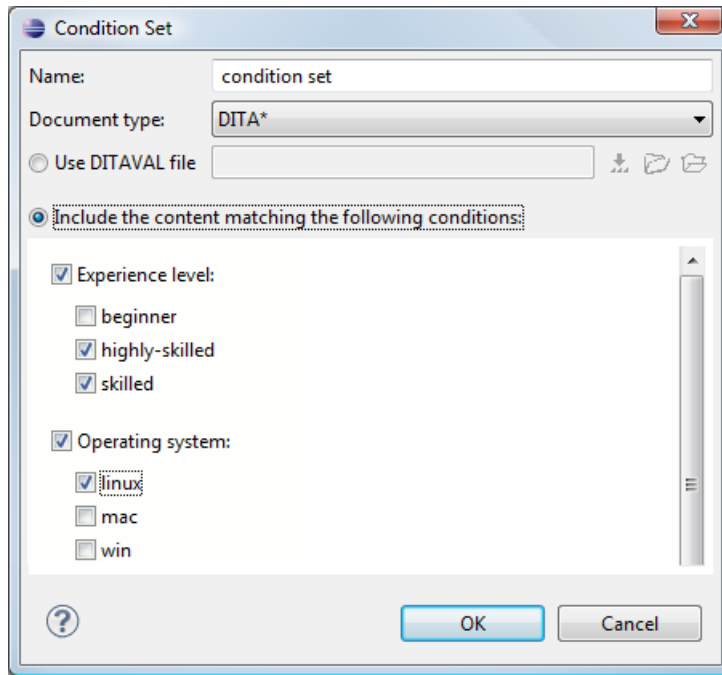 Condition Set
Name: condition set
Document type: DITA*
Use DITAVAL file
Include the content matching the following conditions:
Experience level:
beginner
highly-skilled
skilled
Operating system:
linux
mac
win
OK Cancel